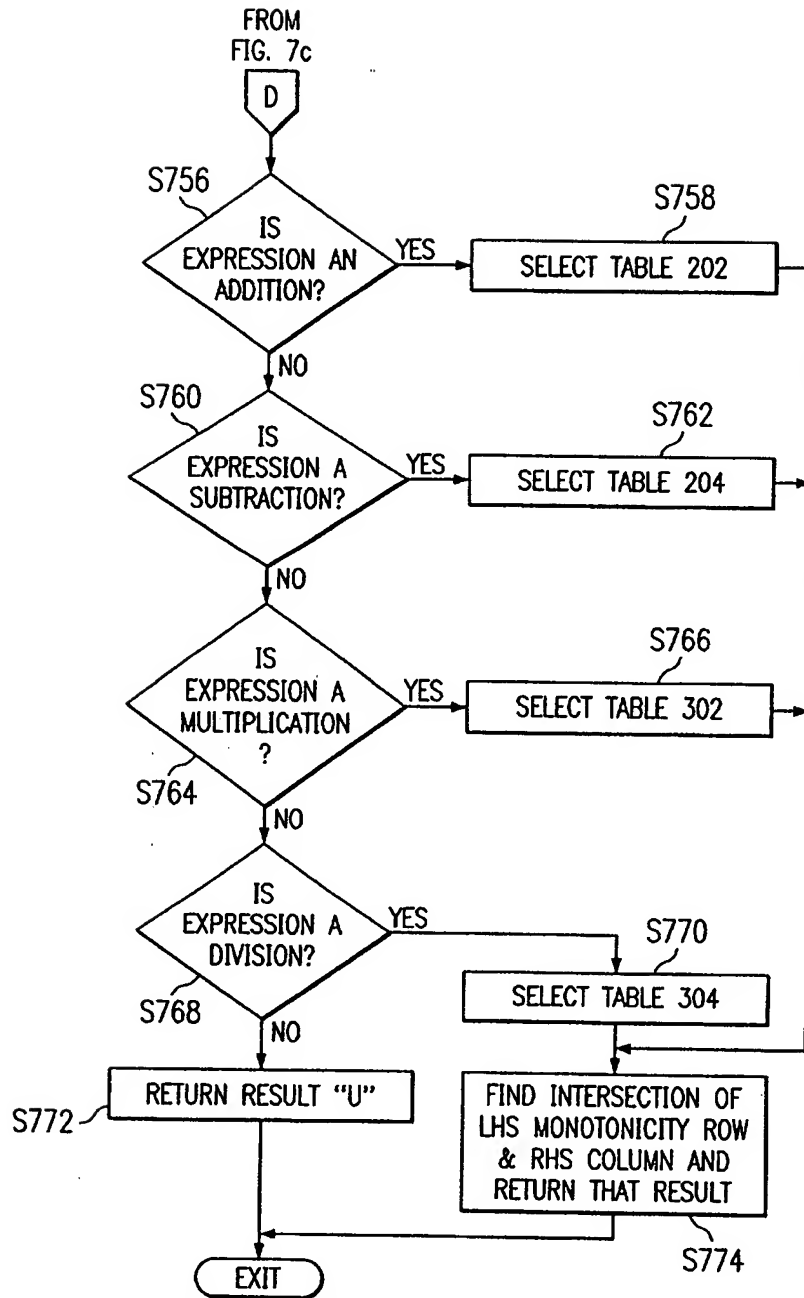 FROM
FIG. 7c
D
S756
IS
EXPRESSION AN
ADDITION?
YES
S758
SELECT TABLE 202
NO
S760
IS
EXPRESSION A
SUBTRACTION?
YES
S762
SELECT TABLE 204
NO
IS
EXPRESSION A
MULTIPLICATION
?
YES
S766
SELECT TABLE 302
S764
NO
IS
EXPRESSION A
DIVISION?
YES
S770
SELECT TABLE 304
S768
NO
RETURN RESULT "U"
S772
FIND INTERSECTION OF
LHS MONOTONICITY ROW
& RHS COLUMN AND
RETURN THAT RESULT
S774
EXIT